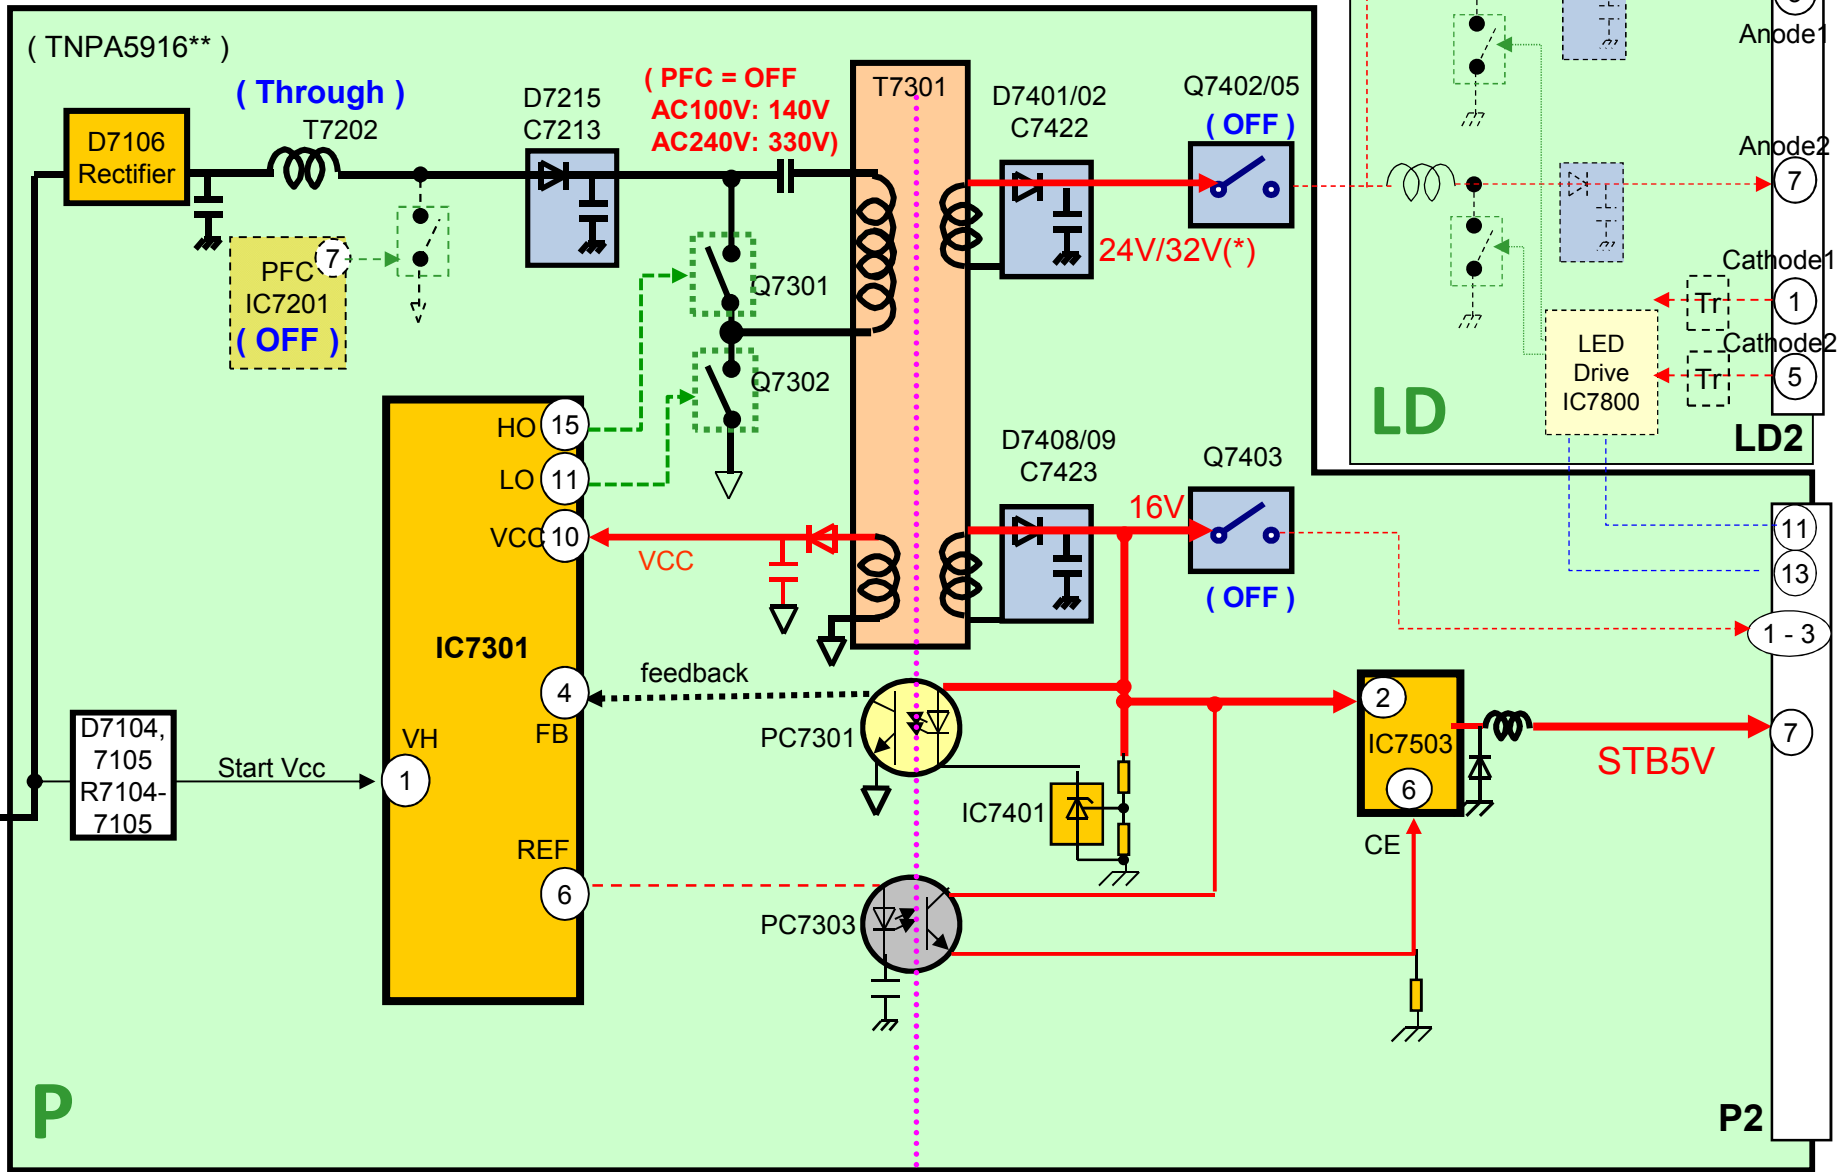 ( TNPA5916** )
( Through )
T7202
D7106
Rectifier
D7215
C7213
( PFC = OFF
AC100V: 140V
AC240V: 330V)
T7301
D7401/02
C7422
Q7402/05
( OFF )
24V/32V(*)
7
PFC
IC7201
( OFF )
Q7301
Q7302
HO
15
LO
11
VCC
10
VCC
IC7301
4
FB
feedback
VH
1
REF
6
D7104,
7105
R7104-
7105
Start Vcc
D7408/09
C7423
16V
Q7403
( OFF )
PC7301
IC7401
PC7303
2
IC7503
6
CE
STB5V
Anode1
Anode2
7
Cathode1
Tr
1
Cathode2
Tr
5
LED
Drive
IC7800
LD
LD2
11
13
1 - 3
7
P
P2